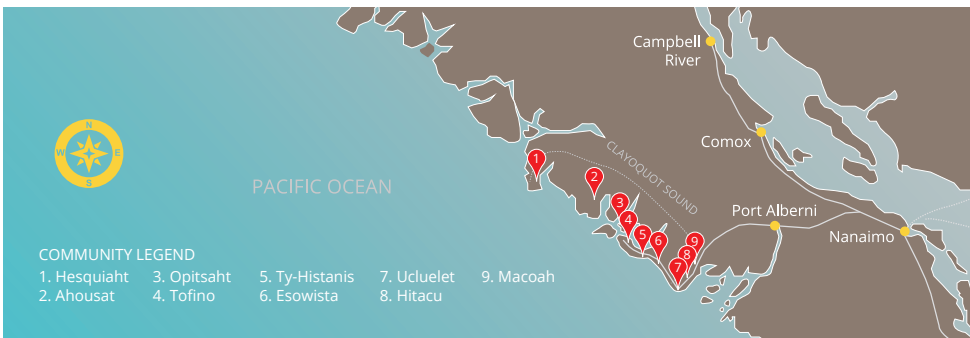 Campbell
River
N
W E
S
Comox
CLAYOQUOT SOUND
1
2
PACIFIC OCEAN
3
Port Alberni
4
Nanaimo
5
6
9
8
7
COMMUNITY LEGEND
1. Hesquiaht 3. Opitsaht 5. Ty-Histanis 7. Ucluelet 9. Macoah
2. Ahousat 4. Tofino 6. Esowista 8. Hitacu